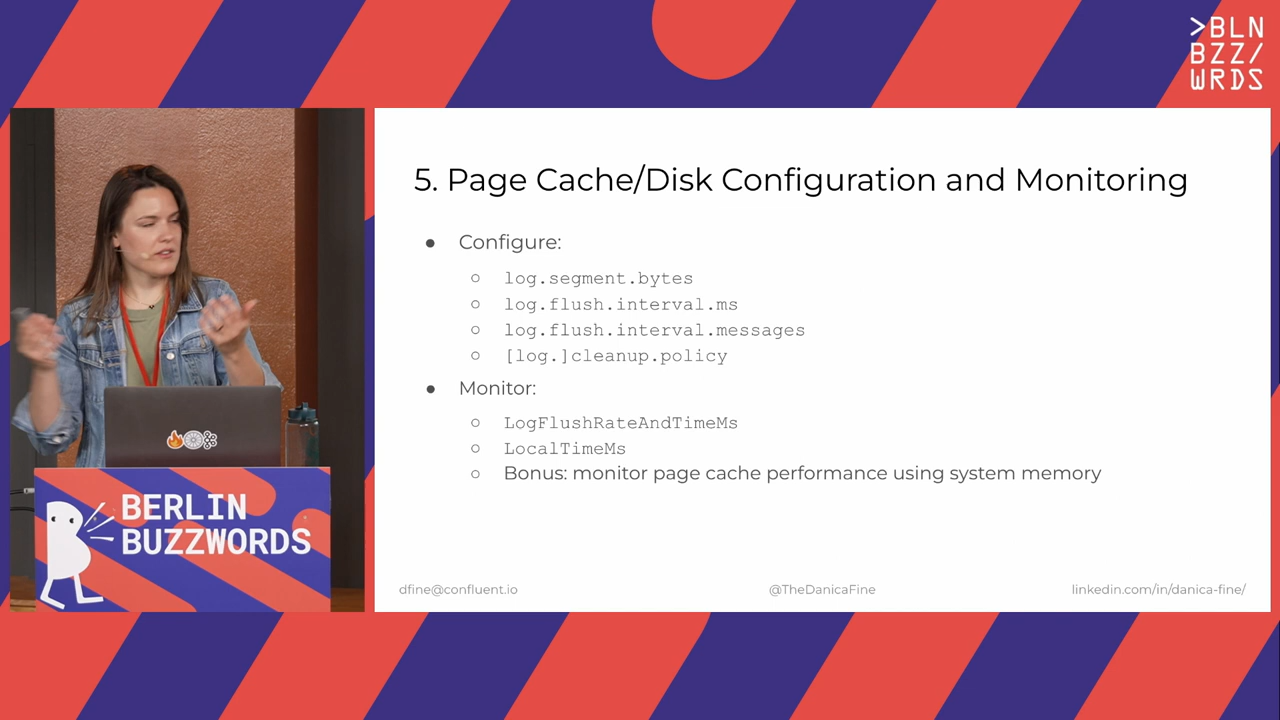 >BLN
BZZ/
WRDS
5. Page Cache/Disk Configuration and Monitoring
● Configure:
○ log.segment.bytes
○ log.flush.interval.ms
○ log.flush.interval.messages
○ [log.]cleanup.policy
● Monitor:
○ LogFlushRateAndTimeMs
○ LocalTimeMs
○ Bonus: monitor page cache performance using system memory
dfine@confluent.io
@TheDanicaFine
linkedin.com/in/danica-fine/
BERLIN
BUZZWORDS